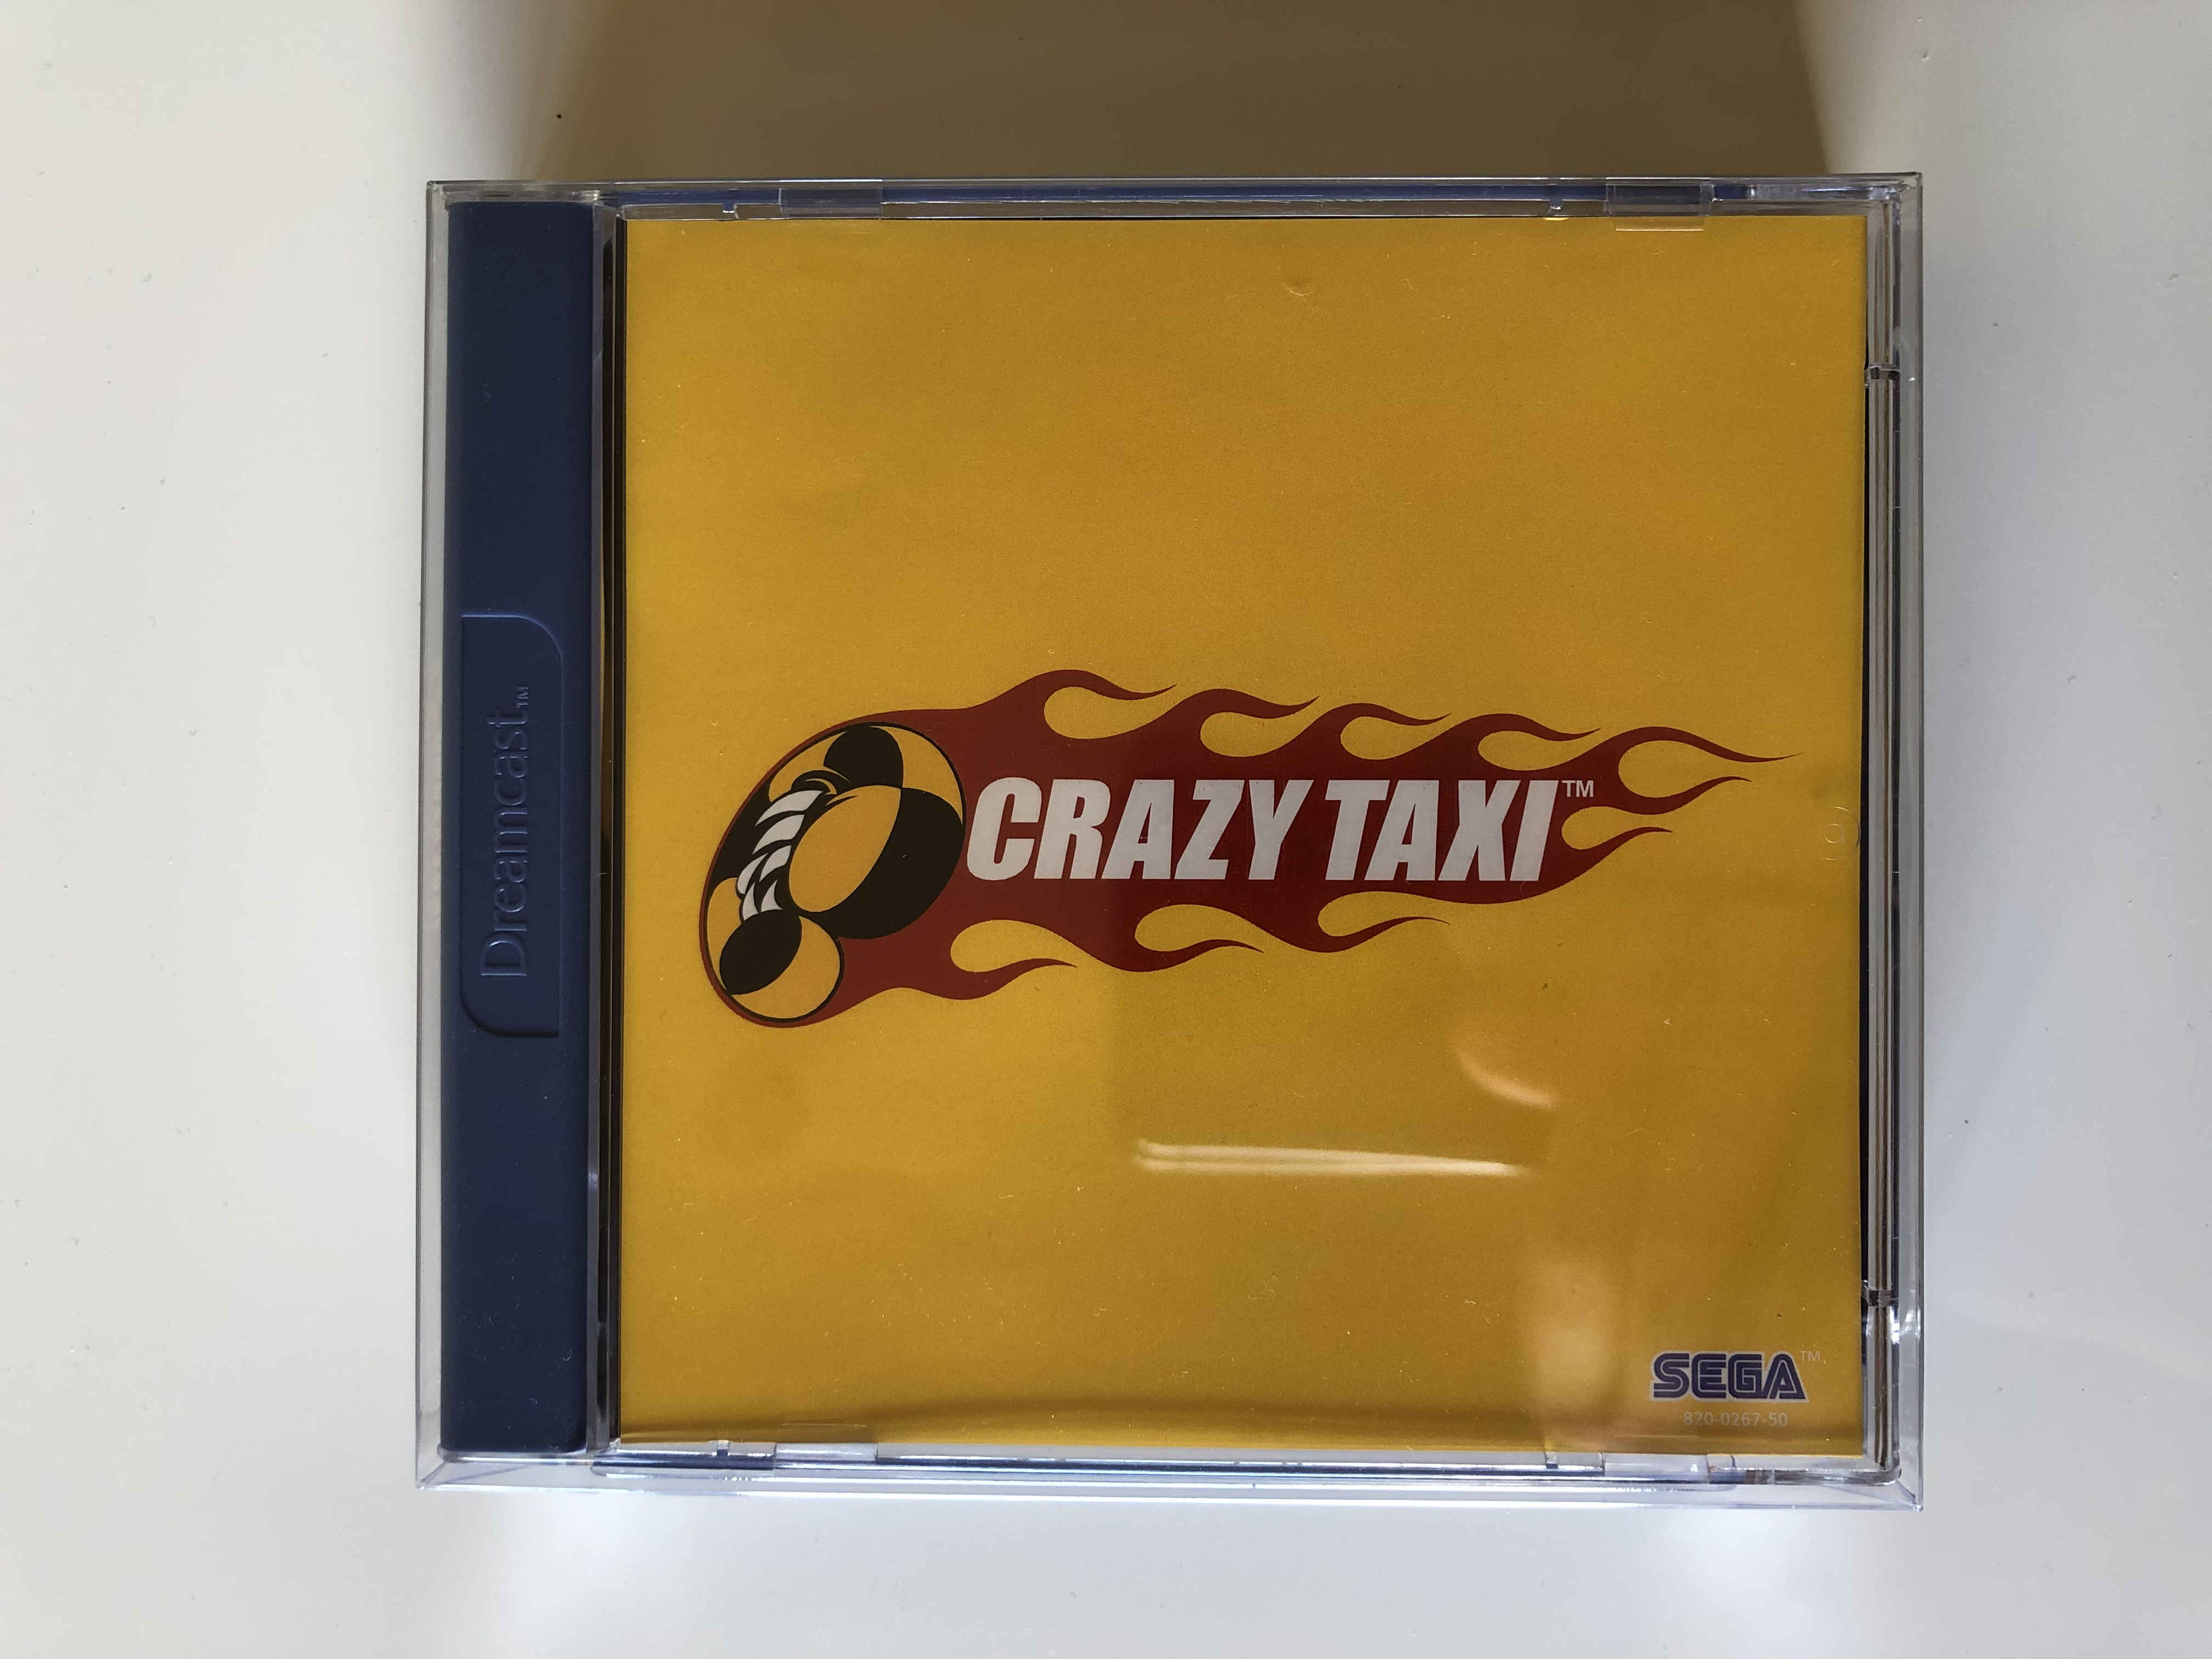 Dreamcast™
CRAZY TAXI™
SEGA™
820-0267-50